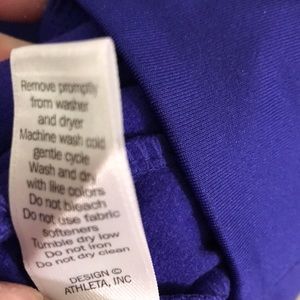 Remove promptly
from washer
and dryer
Machine wash cold
gentle cycle
Wash and dry
with like colors
Do not bleach
Do not use fabric
softeners
Tumble dry low
Do not iron
Do not dry clean
DESIGN ©
ATHLETA, INC